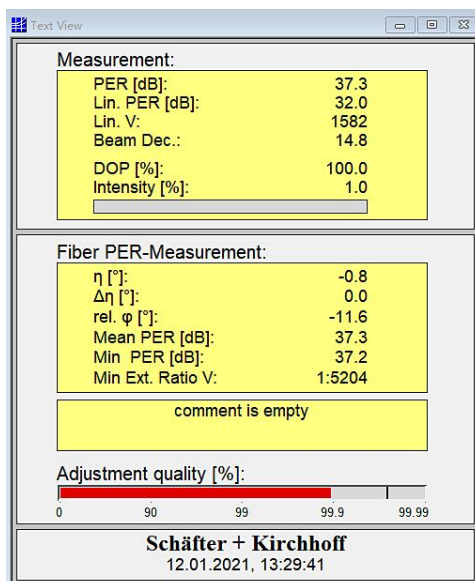 Text View
Measurement:
PER [dB]: 37.3
Lin. PER [dB]: 32.0
Lin. V: 1582
Beam Dec.: 14.8
DOP [%]: 100.0
Intensity [%]: 1.0
Fiber PER-Measurement:
η [°]: -0.8
Δη [°]: 0.0
rel. φ [°]: -11.6
Mean PER [dB]: 37.3
Min PER [dB]: 37.2
Min Ext. Ratio V: 1:5204
comment is empty
Adjustment quality [%]:
0 90 99 99.9 99.99
Schäfter + Kirchhoff
12.01.2021, 13:29:41